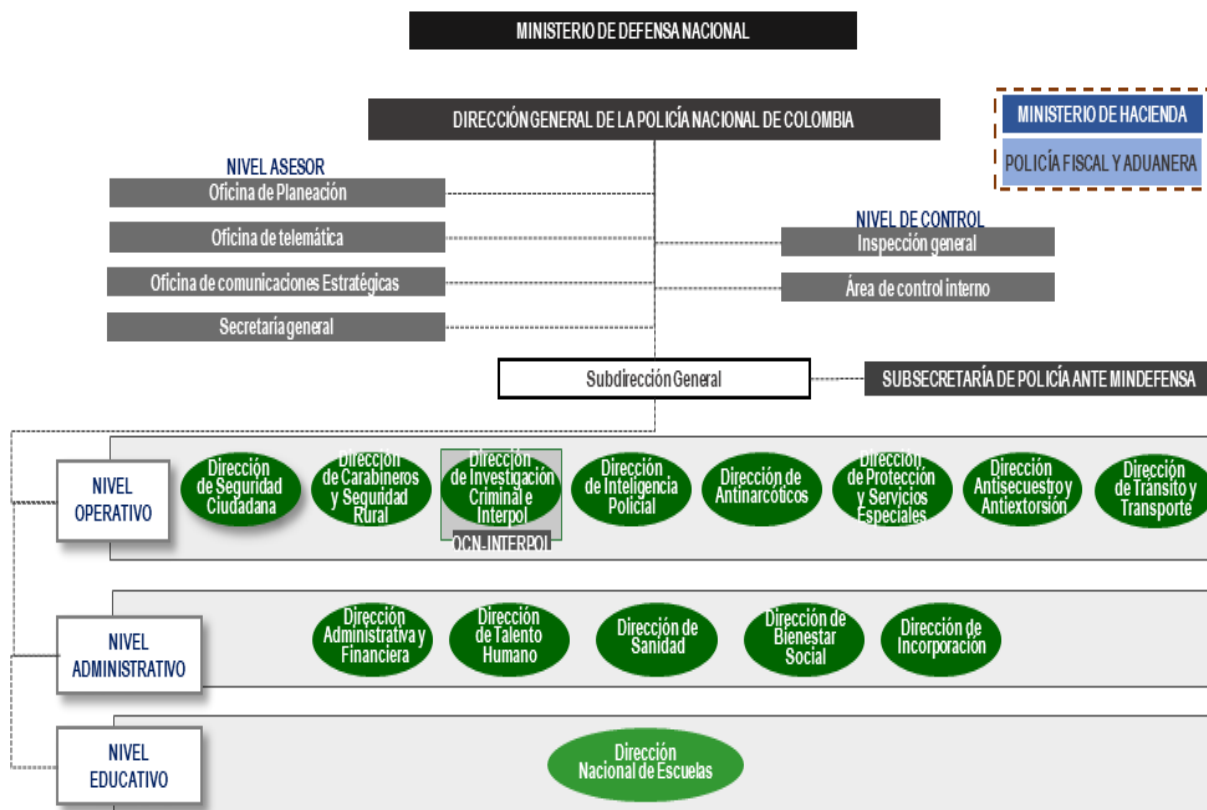 MINISTERIO DE DEFENSA NACIONAL
DIRECCIÓN GENERAL DE LA POLICÍA NACIONAL DE COLOMBIA
MINISTERIO DE HACIENDA
POLICÍA FISCAL Y ADUANERA
NIVEL ASESOR
Oficina de Planeación
Oficina de telemática
Oficina de comunicaciones Estratégicas
Secretaria general
NIVEL DE CONTROL
Inspección general
Área de control interno
Subdirección General
SUBSECRETARÍA DE POLICÍA ANTE MINDEFENSA
NIVEL
OPERATIVO
Dirección
de Seguridad
Ciudadana
Dirección
de Carabineros
y Seguridad
Rural
Dirección
de Investigación
Criminal e
Interpol
OCN-INTERPOL
Dirección
de Inteligencia
Policial
Dirección de
Antinarcóticos
Dirección
de Protección
y Servicios
Especiales
Dirección
Antisecuestro y
Antiextorsión
Dirección
de Tránsito y
Transporte
NIVEL
ADMINISTRATIVO
Dirección
Administrativa y
Financiera
Dirección
de Talento
Humano
Dirección de
Sanidad
Dirección de
Bienestar
Social
Dirección de
Incorporación
NIVEL
EDUCATIVO
Dirección
Nacional de Escuelas